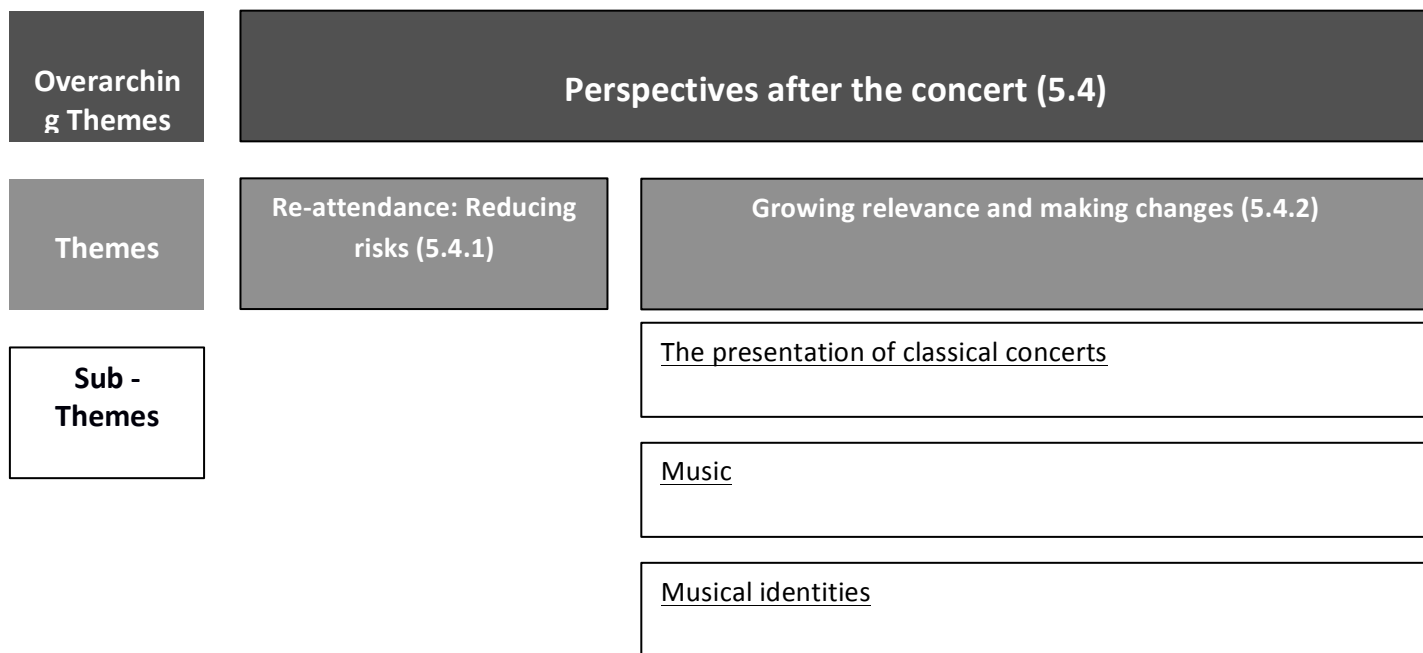 Overarchin
g Themes
Perspectives after the concert (5.4)
Themes
Re-attendance: Reducing
risks (5.4.1)
Growing relevance and making changes (5.4.2)
Sub -
Themes
The presentation of classical concerts
Music
Musical identities